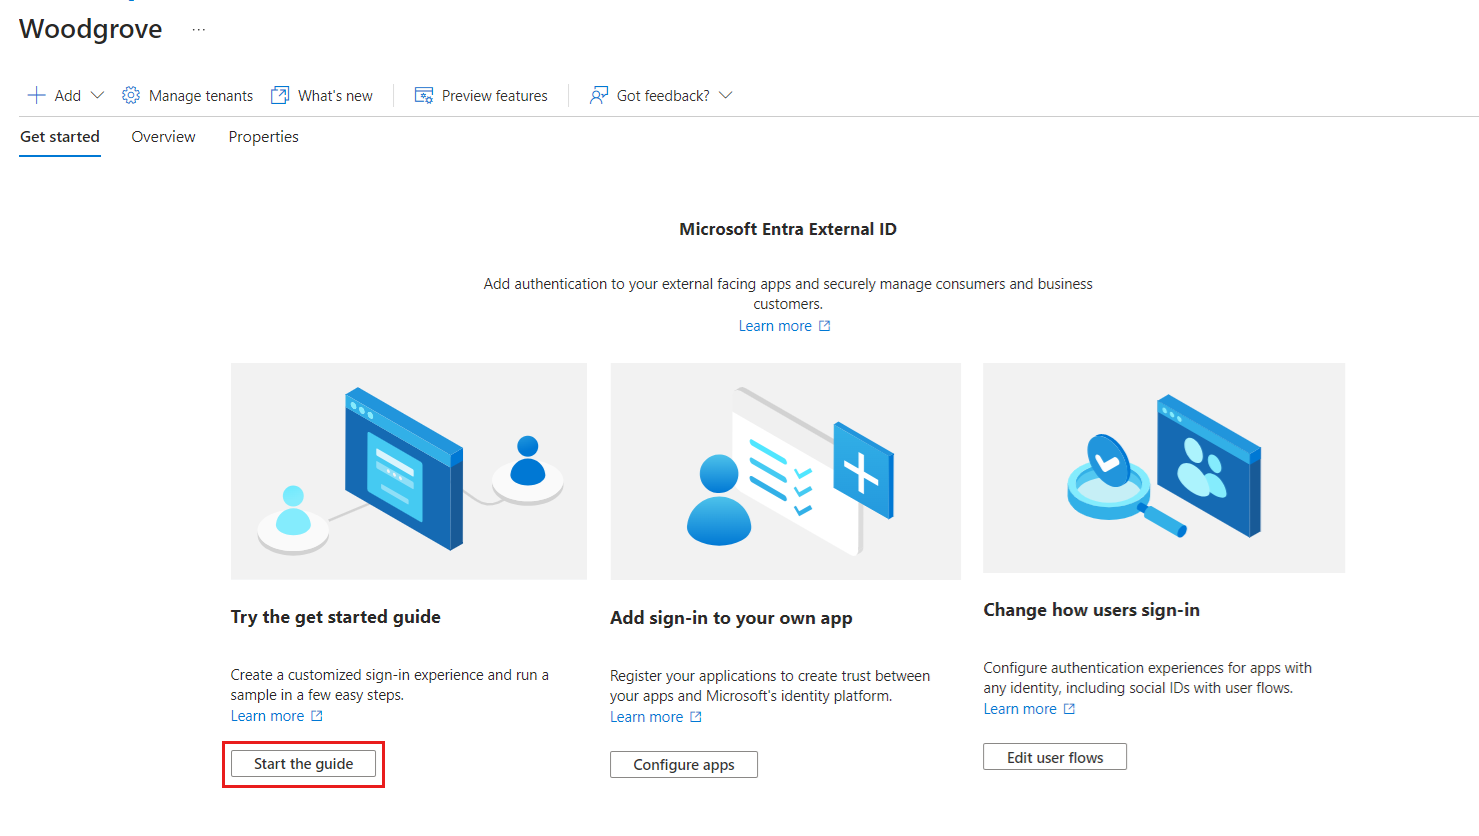 Woodgrove ...
Add Manage tenants What's new Preview features Got feedback?
Get started Overview Properties
Microsoft Entra External ID
Add authentication to your external facing apps and securely manage consumers and business
customers.
Learn more
Try the get started guide
Create a customized sign-in experience and run a
sample in a few easy steps.
Learn more
Start the guide
Add sign-in to your own app
Register your applications to create trust between
your apps and Microsoft's identity platform.
Learn more
Configure apps
Change how users sign-in
Configure authentication experiences for apps with
any identity, including social IDs with user flows.
Learn more
Edit user flows